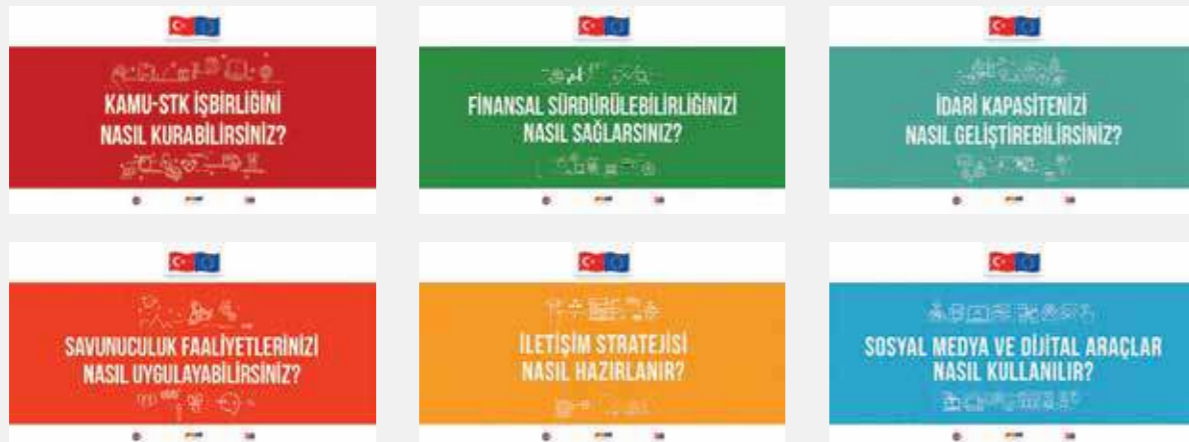 KAMU-STK İŞBİRLİĞİNİ
NASIL KURABİLİRSİNİZ?
FİNANSAL SÜRDÜRÜLEBİLİRLİĞİNİZİ
NASIL SAĞLARSINIZ?
İDARİ KAPASİTENİZİ
NASIL GELİŞTİREBİLİRSİNİZ?
SAVUNUCULUK FAALİYETLERİNİZİ
NASIL UYGULAYABİLİRSİNİZ?
İLETİŞİM STRATEJİSİ
NASIL HAZIRLANIR?
SOSYAL MEDYA VE DİJİTAL ARAÇLAR
NASIL KULLANILIR?